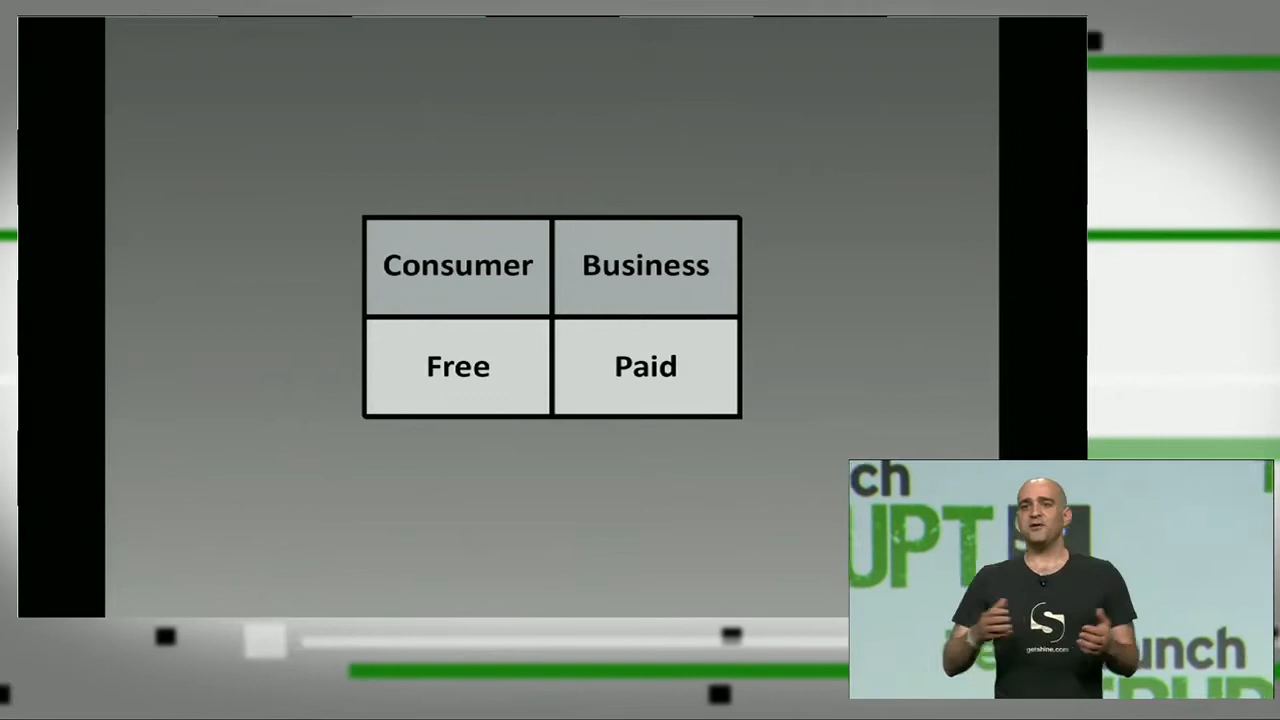 Consumer Business
Free Paid
ch
UPT
S
getshine.com
unch